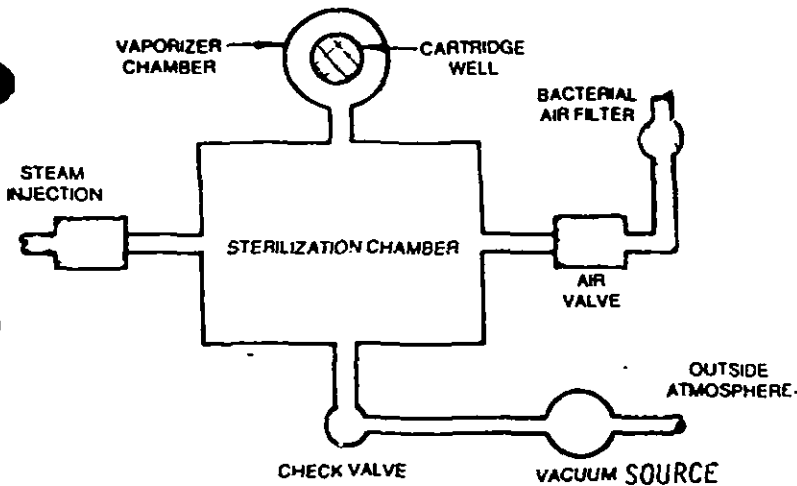 VAPORIZER
CHAMBER
CARTRIDGE
WELL
BACTERIAL
AIR FILTER
STEAM
INJECTION
STERILIZATION CHAMBER
AIR
VALVE
OUTSIDE
ATMOSPHERE
CHECK VALVE
VACUUM SOURCE